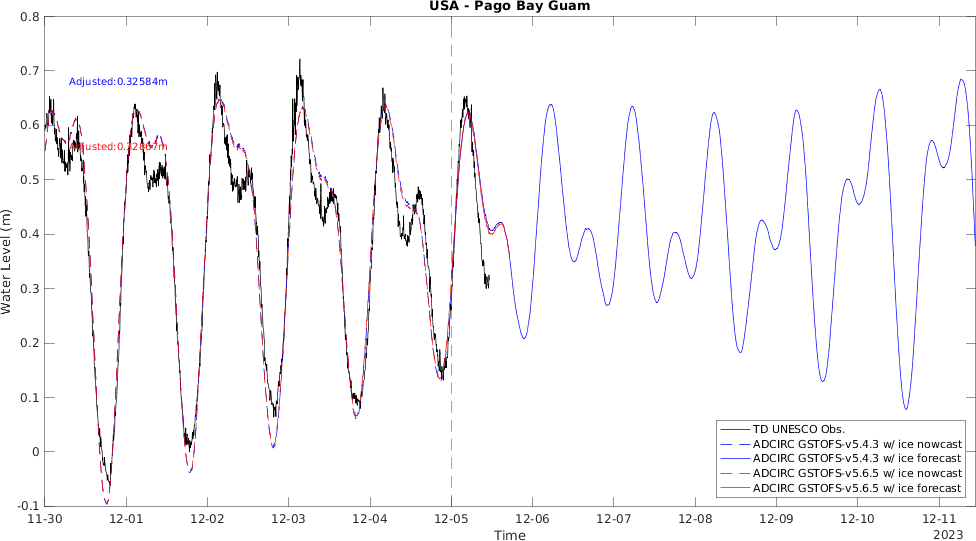 USA - Pago Bay Guam
0.8
0.7
0.6
0.5
0.4
0.3
0.2
0.1
0
-0.1
Water Level (m)
Adjusted:0.32584m
TD UNESCO Obs.
ADCIRC GSTOFS-v5.4.3 w/ ice nowcast
ADCIRC GSTOFS-v5.4.3 w/ ice forecast
ADCIRC GSTOFS-v5.6.5 w/ ice nowcast
ADCIRC GSTOFS-v5.6.5 w/ ice forecast
11-30 12-01 12-02 12-03 12-04 12-05 12-06 12-07 12-08 12-09 12-10 12-11
Time
2023